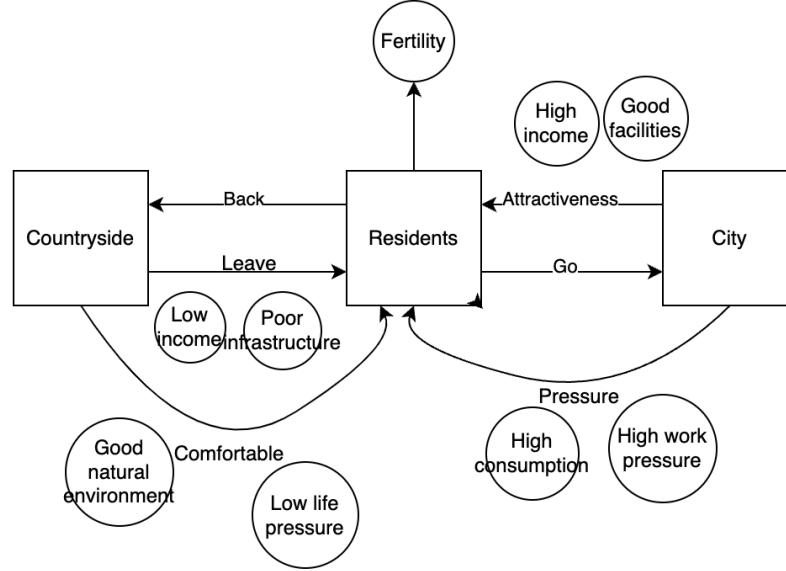 Fertility
High
income
Good
facilities
Back
Attractiveness
Countryside
Residents
City
Leave
Go
Low
income
Poor
infrastructure
Pressure
High
consumption
High work
pressure
Good
natural
environment
Comfortable
Low life
pressure